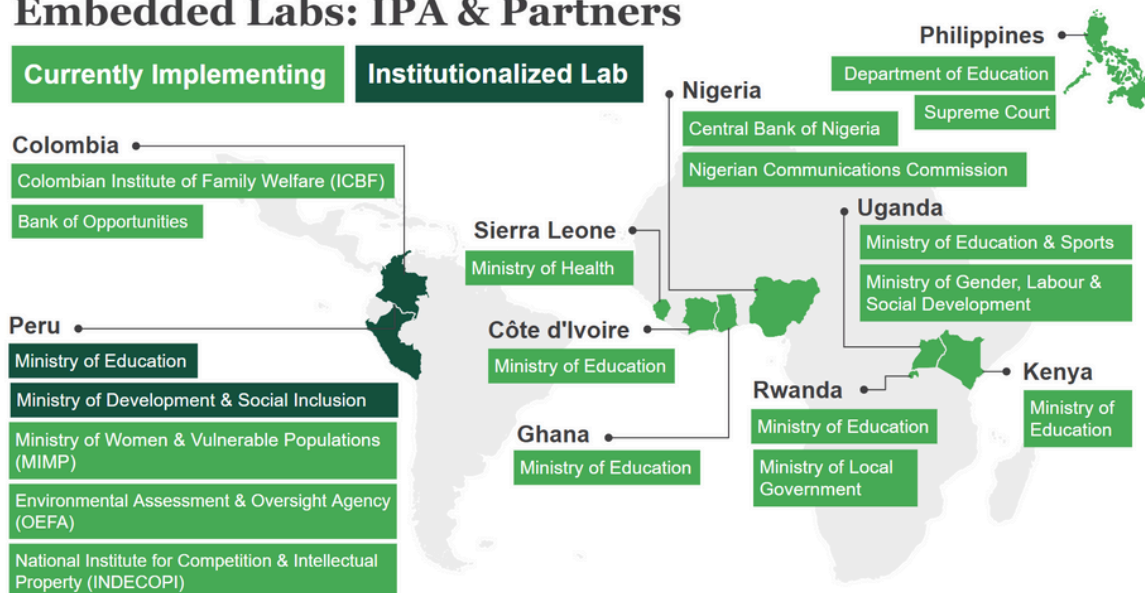 Embedded Labs: IPA & Partners
Currently Implementing
Institutionalized Lab
Colombia
Colombian Institute of Family Welfare (ICBF)
Bank of Opportunities
Peru
Ministry of Education
Ministry of Development & Social Inclusion
Ministry of Women & Vulnerable Populations
(MIMP)
Environmental Assessment & Oversight Agency
(OEFA)
National Institute for Competition & Intellectual
Property (INDECOPI)
Sierra Leone
Ministry of Health
Côte d'Ivoire
Ministry of Education
Ghana
Ministry of Education
Nigeria
Central Bank of Nigeria
Nigerian Communications Commission
Philippines
Department of Education
Supreme Court
Uganda
Ministry of Education & Sports
Ministry of Gender, Labour &
Social Development
Rwanda
Ministry of Education
Ministry of Local
Government
Kenya
Ministry of
Education